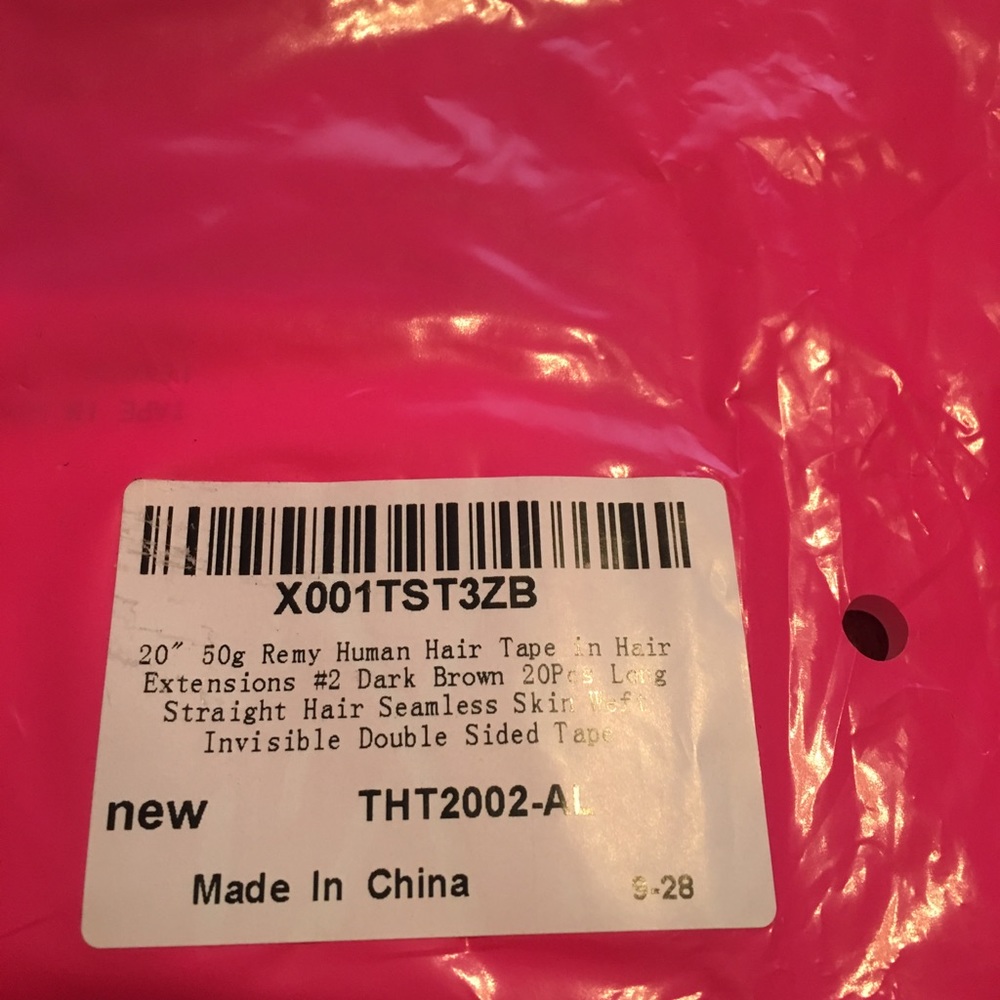 X001TST3ZB
20" 50g Remy Human Hair Tape in Hair
Extensions #2 Dark Brown 20Pcs Long
Straight Hair Seamless Skin Weft
Invisible Double Sided Tape
new THT2002-AL
Made In China 9-28